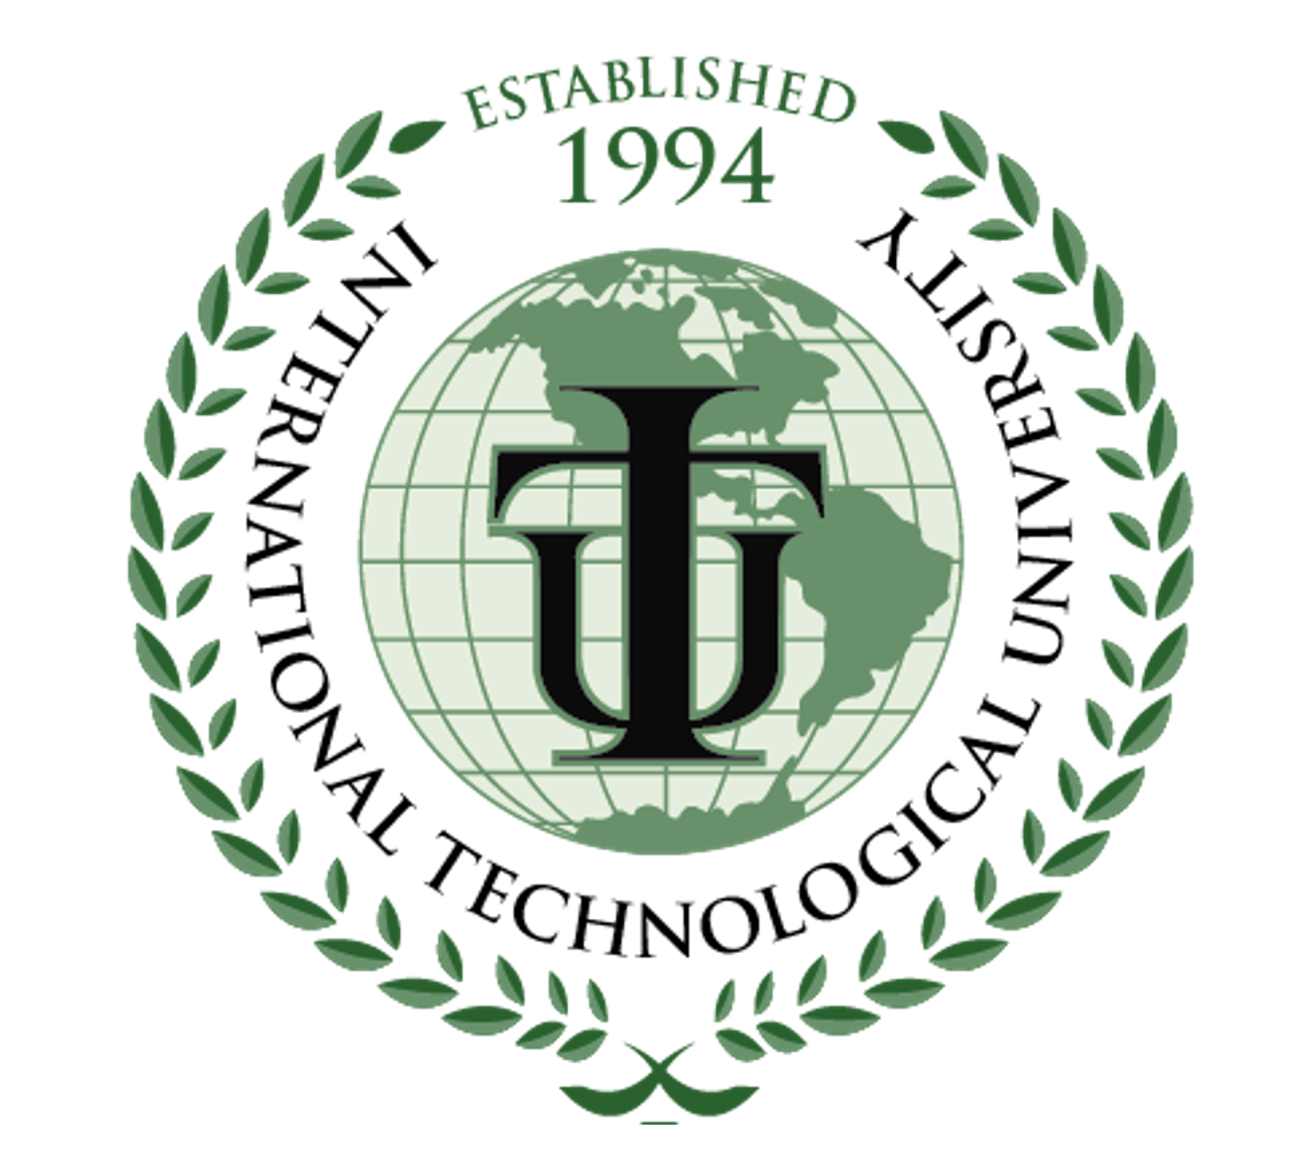 ESTABLISHED
1994
INTERNATIONAL TECHNOLOGICAL UNIVERSITY
ITU